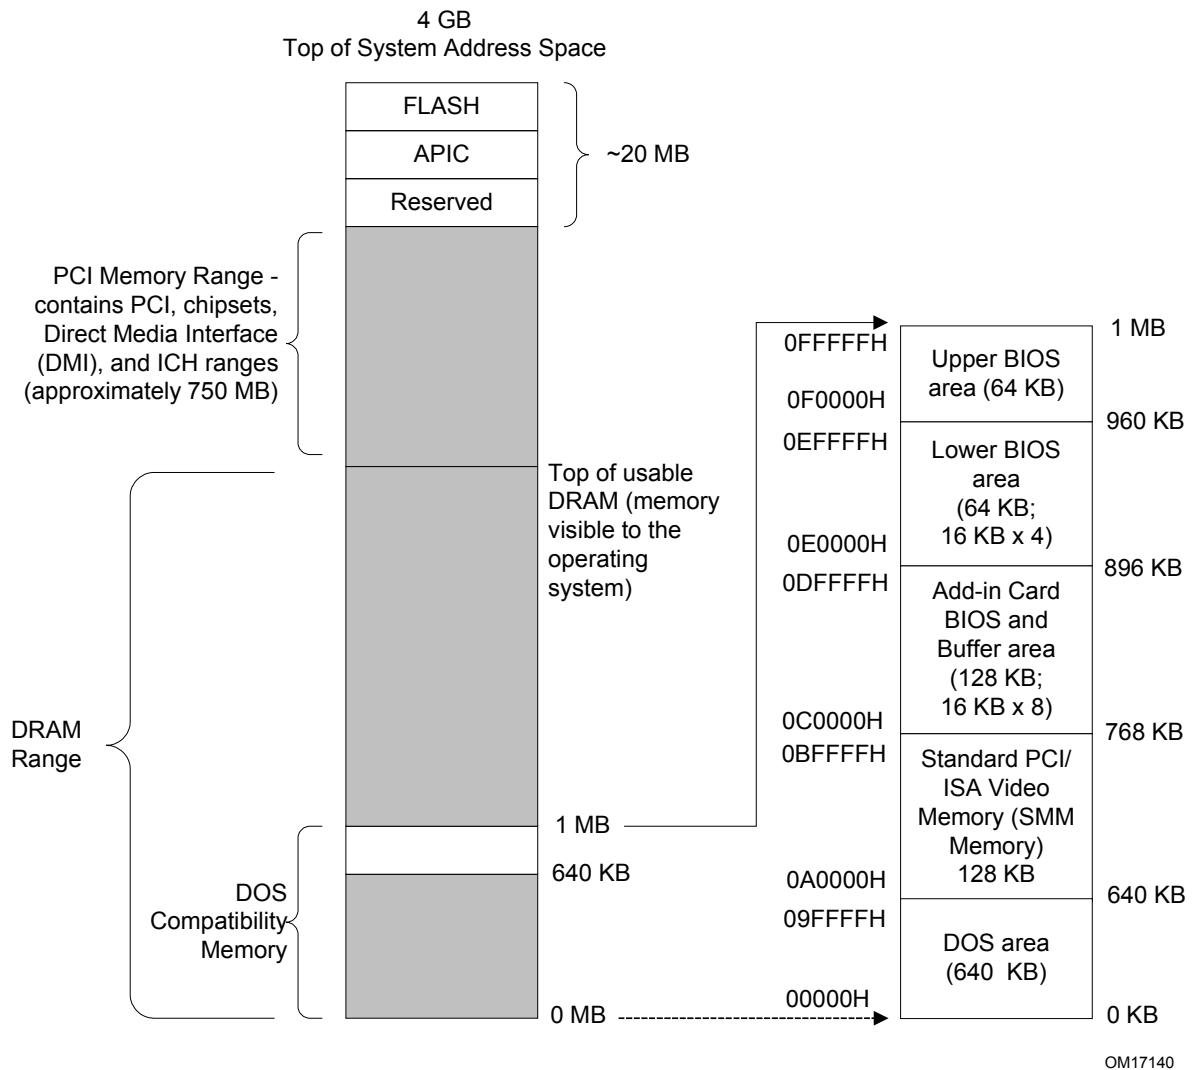 4 GB
Top of System Address Space
FLASH
APIC
Reserved
~20 MB
PCI Memory Range -
contains PCI, chipsets,
Direct Media Interface
(DMI), and ICH ranges
(approximately 750 MB)
Top of usable
DRAM (memory
visible to the
operating
system)
DRAM
Range
1 MB
640 KB
DOS
Compatibility
Memory
0 MB
0FFFFFH
1 MB
Upper BIOS
area (64 KB)
0F0000H
960 KB
0EFFFFH
Lower BIOS
area
(64 KB;
16 KB x 4)
0E0000H
896 KB
0DFFFFH
Add-in Card
BIOS and
Buffer area
(128 KB;
16 KB x 8)
0C0000H
768 KB
0BFFFFH
Standard PCI/
ISA Video
Memory (SMM
Memory)
128 KB
0A0000H
640 KB
09FFFFH
DOS area
(640  KB)
00000H
0 KB
OM17140